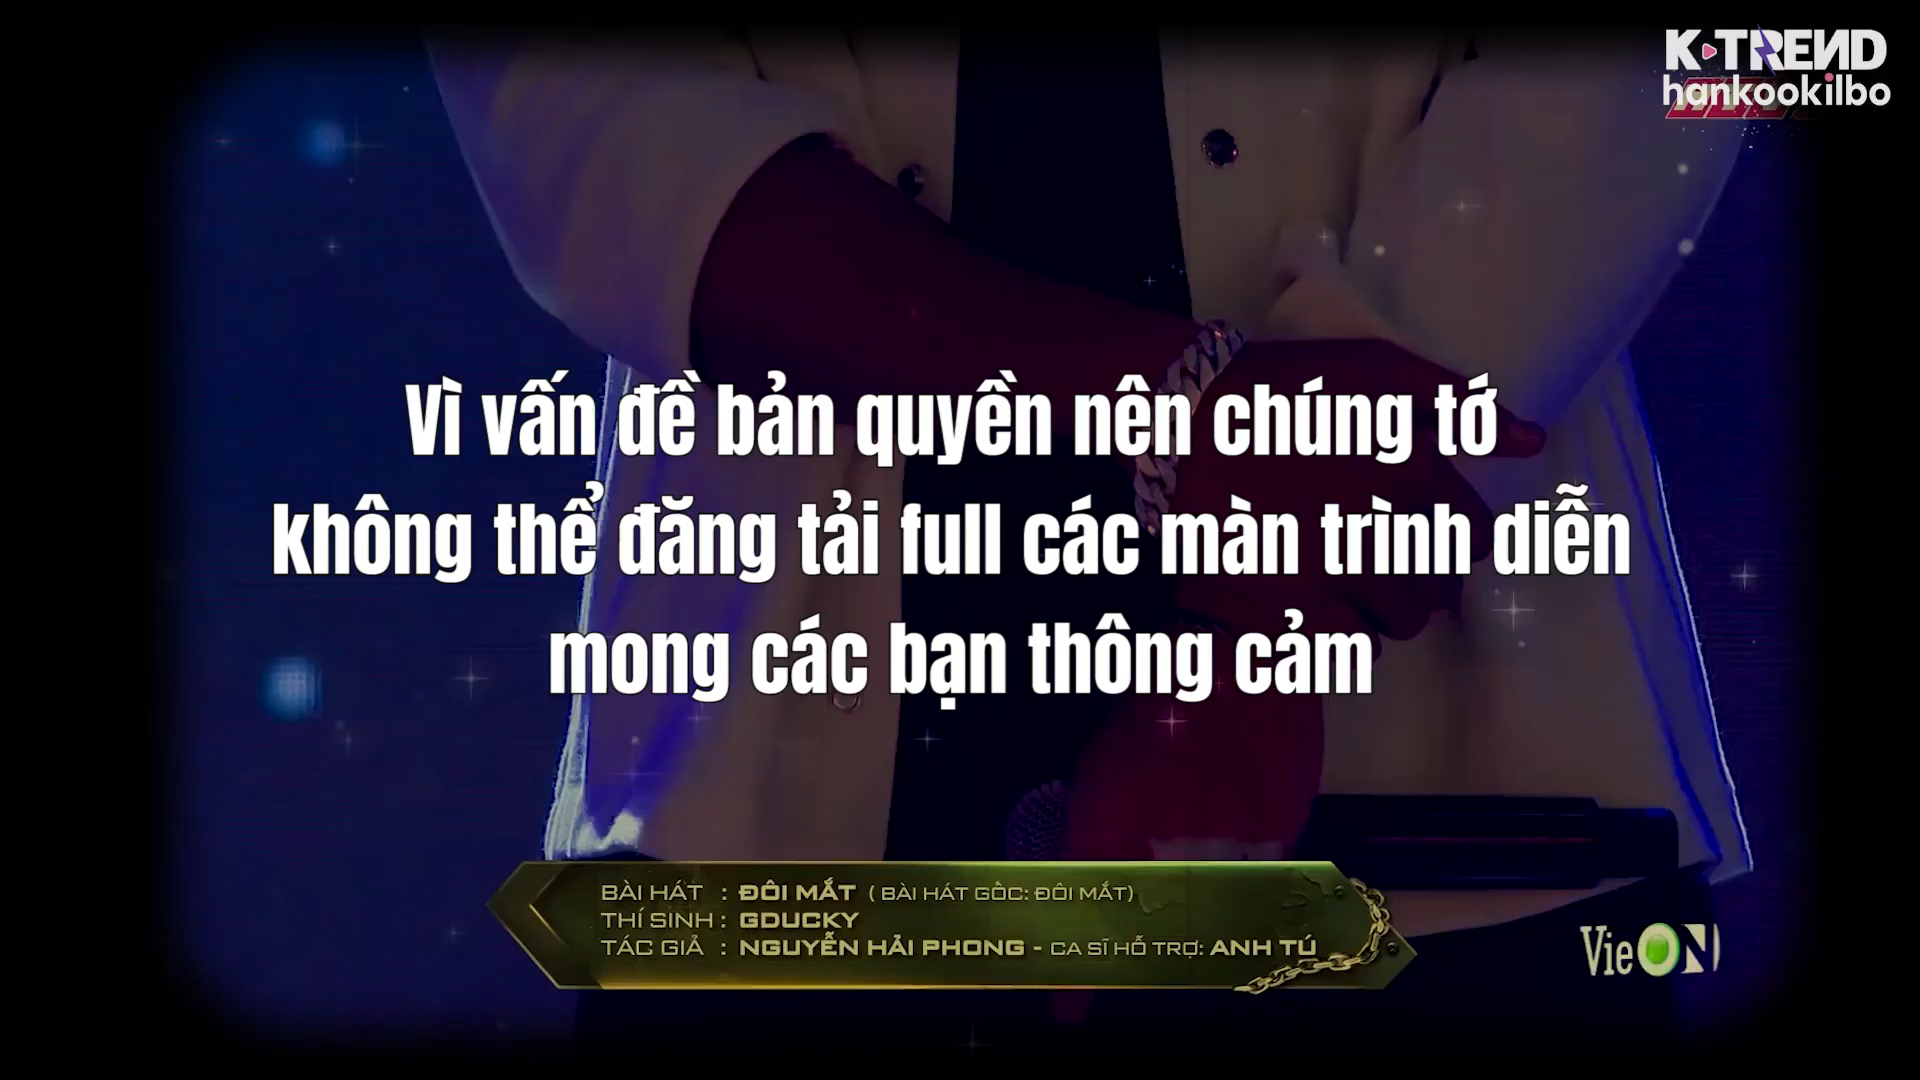 K-TREND
hankookilbo
Vì vấn đề bản quyền nên chúng tớ
không thể đăng tải full các màn trình diễn
mong các bạn thông cảm
BÀI HÁT : ĐÔI MẮT (BÀI HÁT GỐC: ĐÔI MẮT)
THÍ SINH : GDUCKY
TÁC GIẢ : NGUYỄN HẢI PHONG - CA SĨ HỖ TRỢ: ANH TÚ
VieON